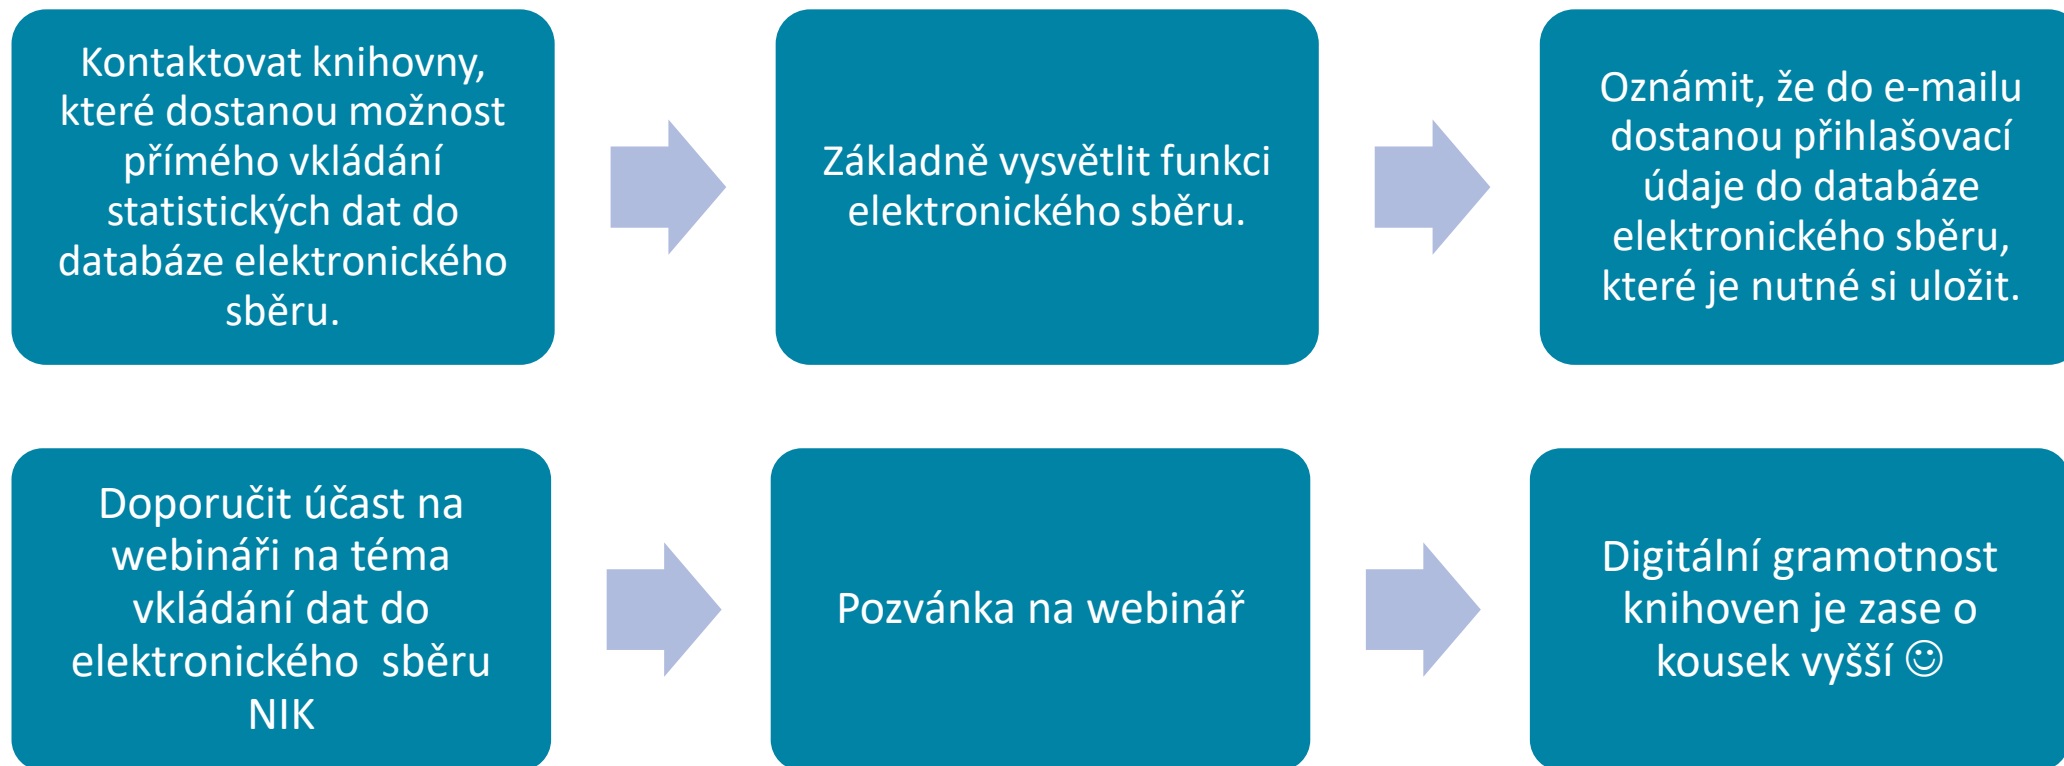 Kontaktovat knihovny,
které dostanou možnost
přímého vkládání
statistických dat do
databáze elektronického
sběru.
Základně vysvětlit funkci
elektronického sběru.
Oznámit, že do e-mailu
dostanou přihlašovací
údaje do databáze
elektronického sběru,
které je nutné si uložit.
Doporučit účast na
webináři na téma
vkládání dat do
elektronického  sběru
NIK
Pozvánka na webinář
Digitální gramotnost
knihoven je zase o
kousek vyšší ☺